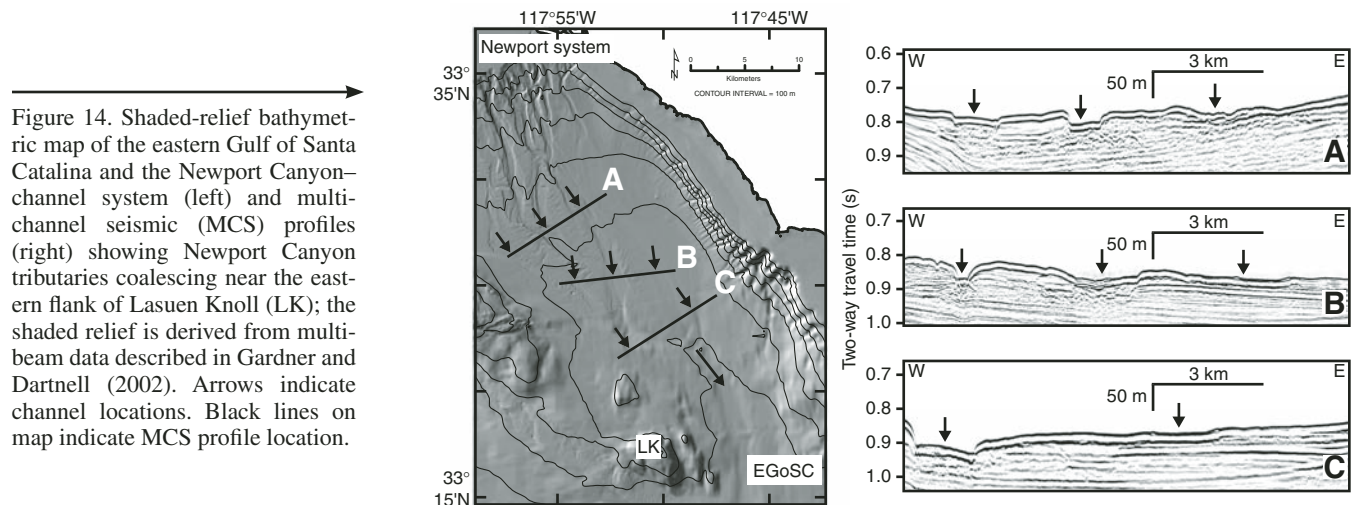 Figure 14. Shaded-relief bathymet-
ric map of the eastern Gulf of Santa
Catalina and the Newport Canyon–
channel system (left) and multi-
channel seismic (MCS) profiles
(right) showing Newport Canyon
tributaries coalescing near the east-
ern flank of Lasuen Knoll (LK); the
shaded relief is derived from multi-
beam data described in Gardner and
Dartnell (2002). Arrows indicate
channel locations. Black lines on
map indicate MCS profile location.
117°55'W 117°45'W
Newport system
33°
35'N
N
0 5 10
Kilometers
CONTOUR INTERVAL = 100 m
A
B
C
LK
EGoSC
33°
15'N
Two-way travel time (s)
0.6
0.7
0.8
0.9
W
E
3 km
50 m
A
0.7
0.8
0.9
1.0
W
E
3 km
50 m
B
0.7
0.8
0.9
1.0
W
E
3 km
50 m
C